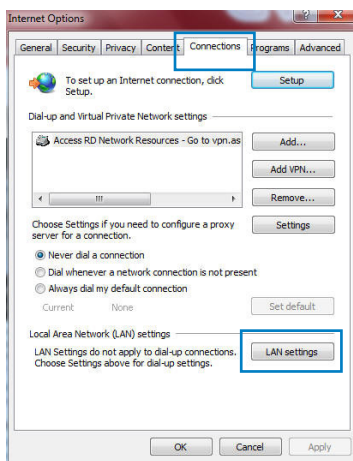 Internet Options
General Security Privacy Content Connections Programs Advanced
To set up an Internet connection, click
Setup.
Setup
Dial-up and Virtual Private Network settings
Access RD Network Resources - Go to vpn.as
Add...
Add VPN...
Remove...
Choose Settings if you need to configure a proxy
server for a connection.
Settings
Never dial a connection
Dial whenever a network connection is not present
Always dial my default connection
Current None
Set default
Local Area Network (LAN) settings
LAN Settings do not apply to dial-up connections.
Choose Settings above for dial-up settings.
LAN settings
OK Cancel Apply